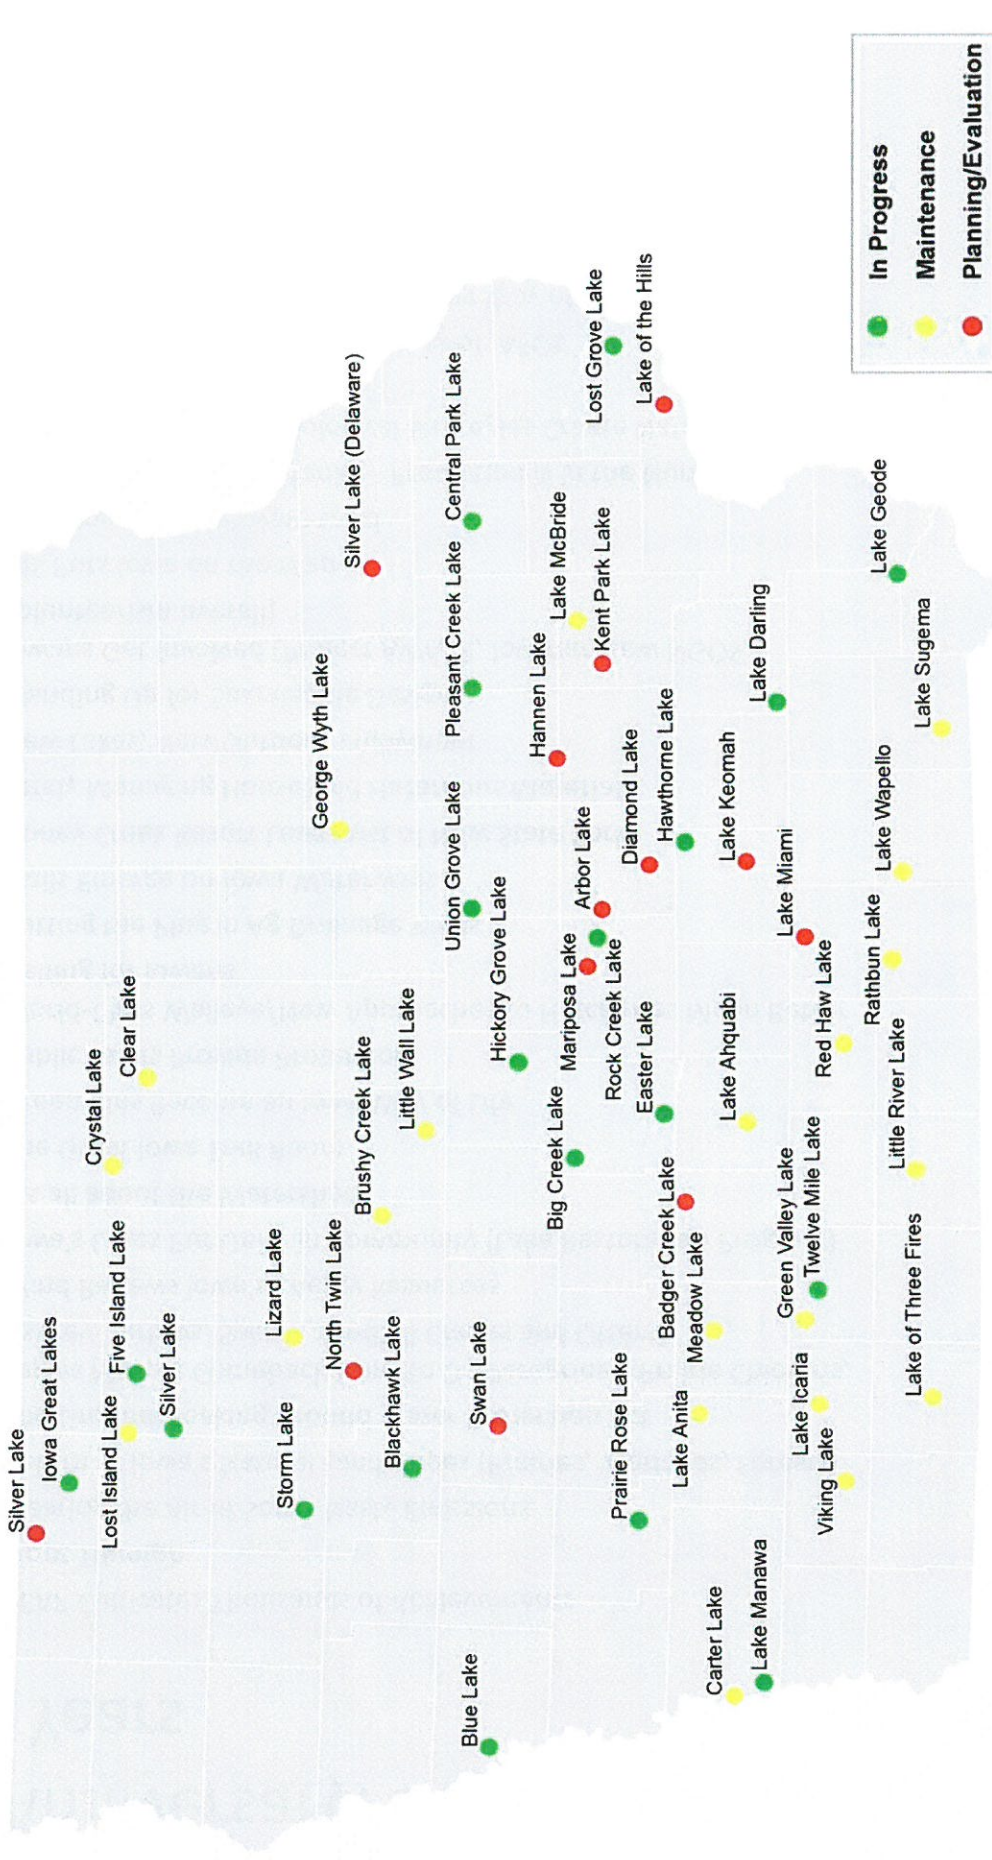 Silver Lake
Iowa Great Lakes
Lost Island Lake
Five Island Lake
Silver Lake
Crystal Lake
Clear Lake
Storm Lake
Lizard Lake
North Twin Lake
Brushy Creek Lake
Blackhawk Lake
Little Wall Lake
George Wyth Lake
Silver Lake (Delaware)
Blue Lake
Swan Lake
Hickory Grove Lake
Union Grove Lake
Pleasant Creek Lake
Central Park Lake
Big Creek Lake
Mariposa Lake
Rock Creek Lake
Arbor Lake
Hannen Lake
Lake McBride
Kent Park Lake
Lost Grove Lake
Lake of the Hills
Prairie Rose Lake
Easter Lake
Diamond Lake
Hawthorne Lake
Badger Creek Lake
Meadow Lake
Lake Anita
Carter Lake
Lake Manawa
Lake Ahquabi
Lake Keomah
Lake Darling
Green Valley Lake
Twelve Mile Lake
Lake Icaria
Viking Lake
Lake Miami
Red Haw Lake
Rathbun Lake
Lake Wapello
Lake Geode
Lake Sugema
Little River Lake
Lake of Three Fires
In Progress
Maintenance
Planning/Evaluation